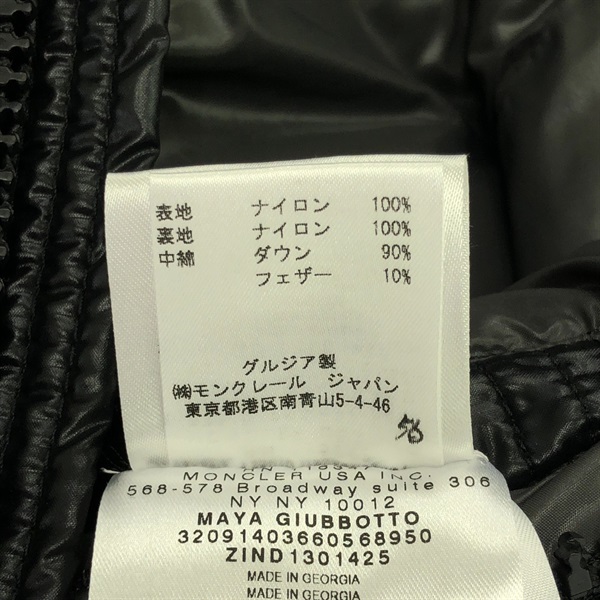 表地 ナイロン 100%
裏地 ナイロン 100%
中綿 ダウン 90%
フェザー 10%
グルジア製
㈱モンクレール ジャパン
東京都港区南青山5-4-46
56
MONCLER USA INC.
568-578 Broadway suite 306
NY NY 10012
MAYA GIUBBOTTO
32091403660568950
ZIND1301425
MADE IN GEORGIA
MADE IN GEORGIA